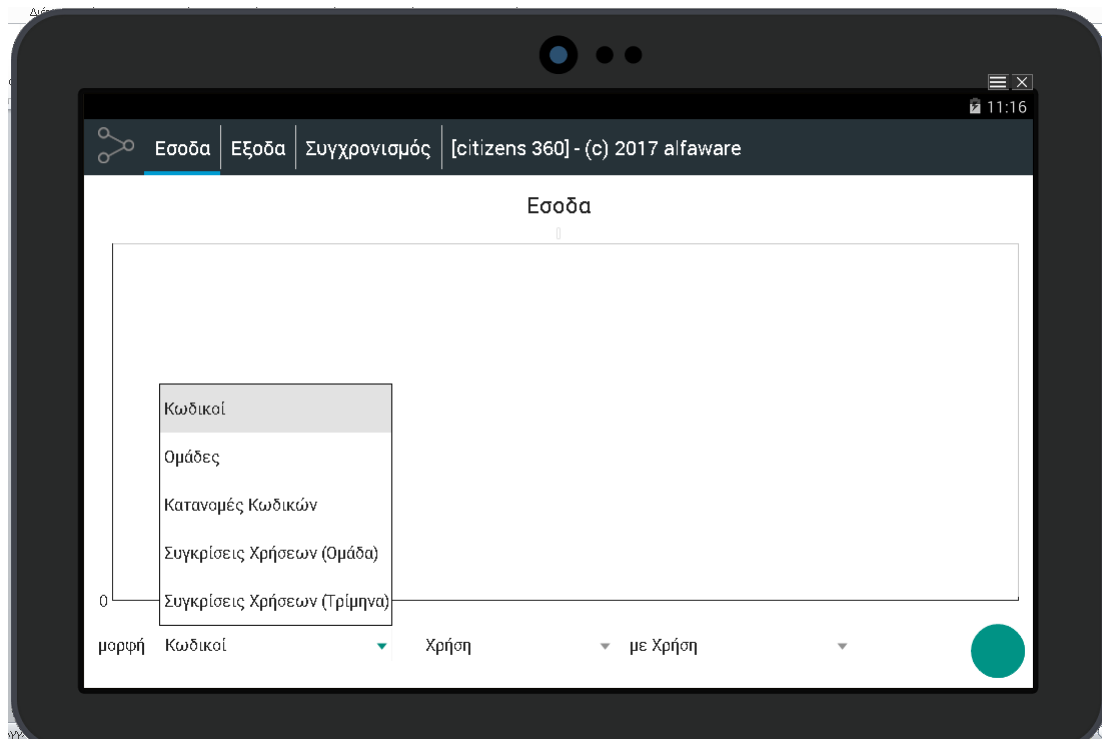 11:16
Εσοδα Εξοδα Συγχρονισμός [citizens 360] - (c) 2017 alfaware
Εσοδα
Κωδικοί
Ομάδες
Κατανομές Κωδικών
Συγκρίσεις Χρήσεων (Ομάδα)
0
Συγκρίσεις Χρήσεων (Τρίμηνα)
μορφή Κωδικοί Χρήση με Χρήση